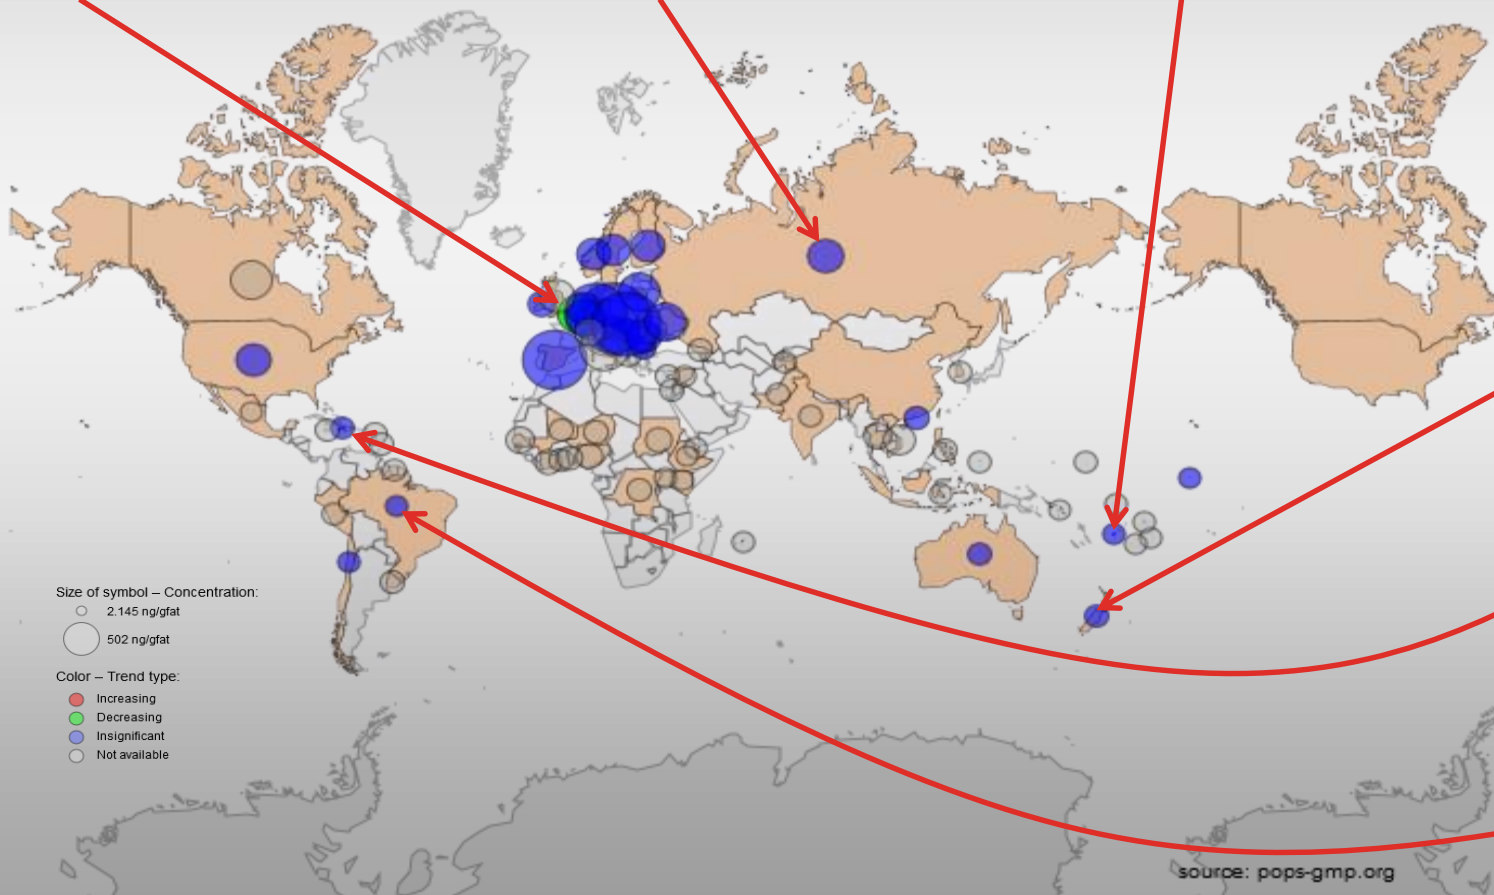 Size of symbol – Concentration:
2.145 ng/gfat
502 ng/gfat
Color – Trend type:
Increasing
Decreasing
Insignificant
Not available
source: pops-gmp.org